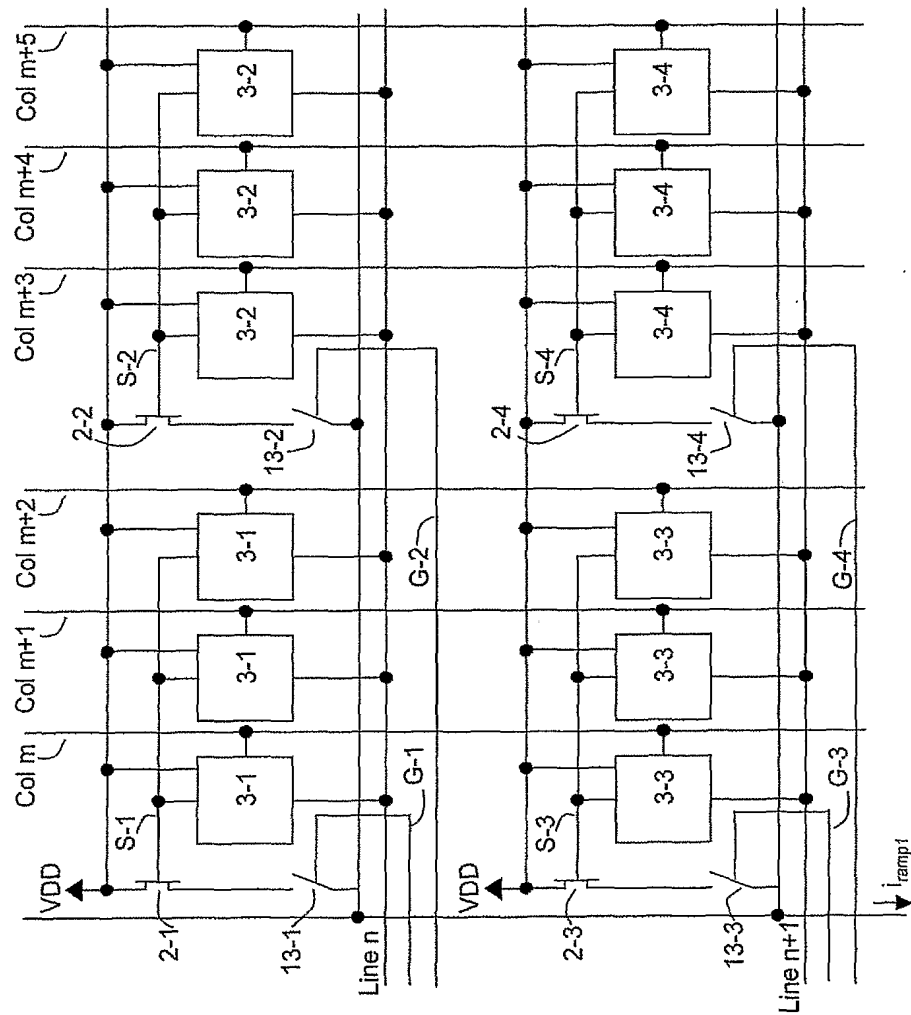 Col m
Col m+1
Col m+2
Col m+3
Col m+4
Col m+5
VDD
2-1
S-1
3-1
3-1
3-1
2-2
S-2
3-2
3-2
3-2
13-1
13-2
Line n
G-1
G-2
VDD
2-3
S-3
3-3
3-3
3-3
2-4
S-4
3-4
3-4
3-4
13-3
13-4
Line n+1
G-3
G-4
iramp1